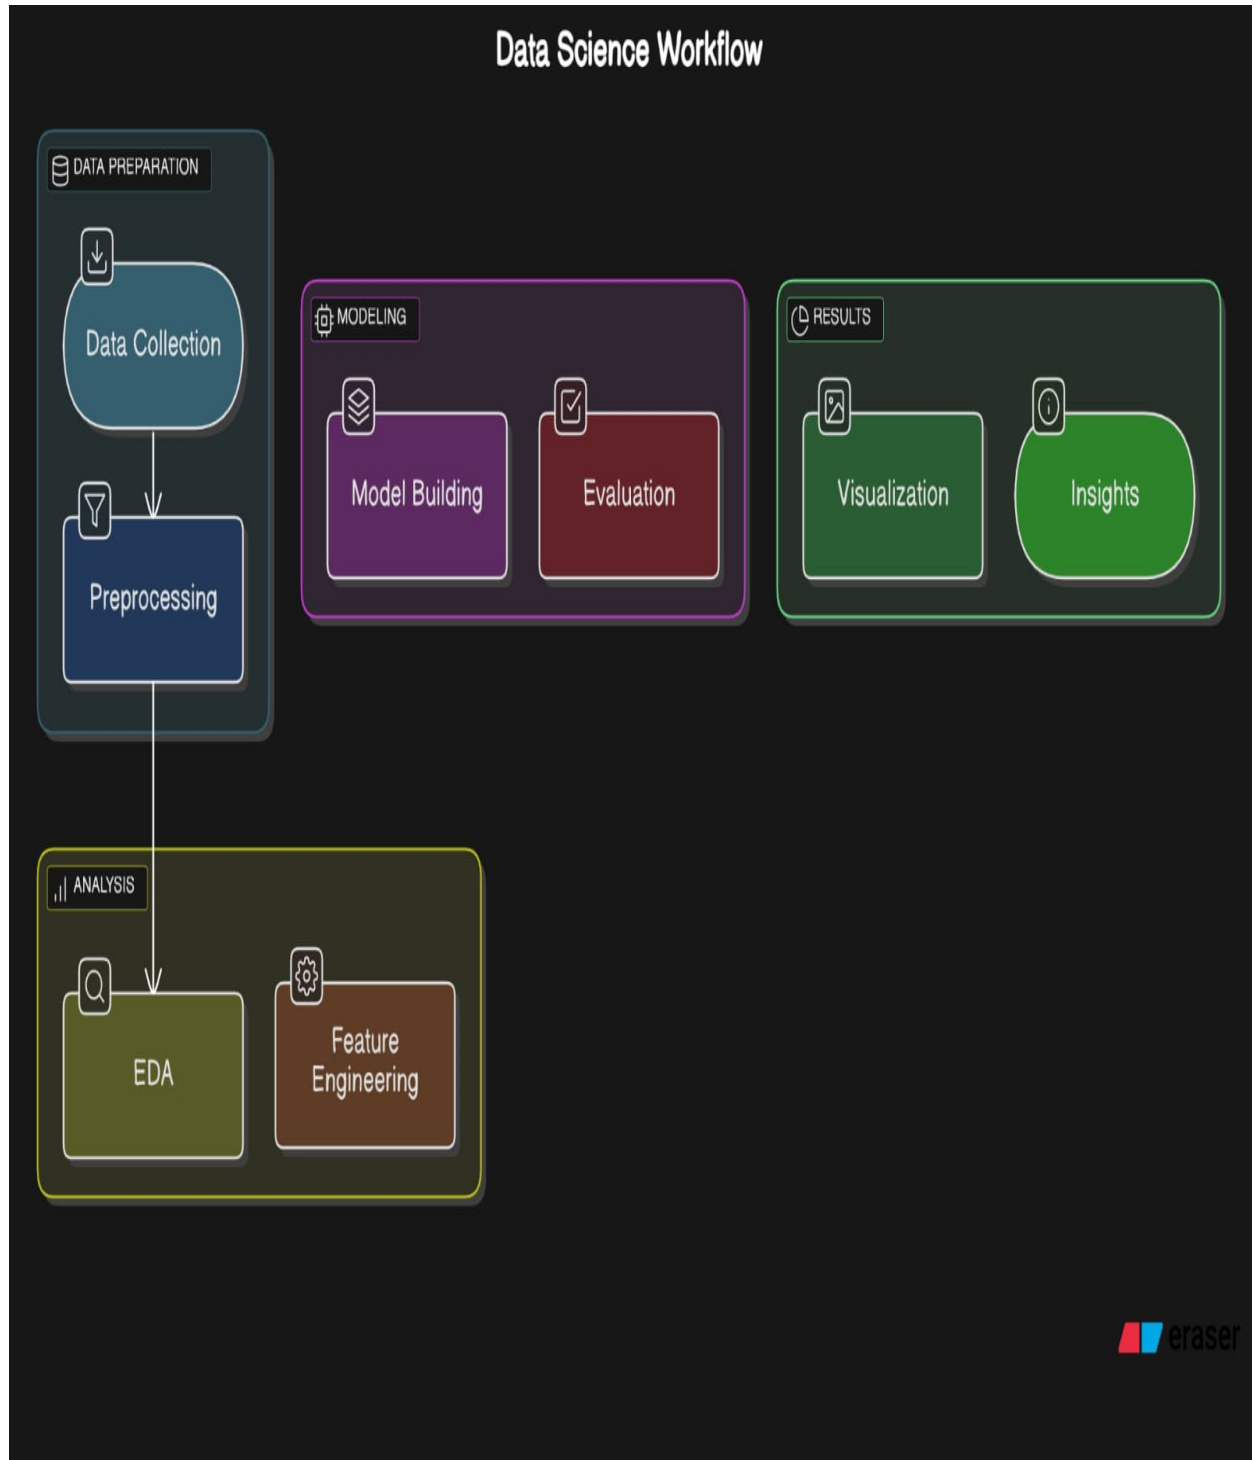 Data Science Workflow
DATA PREPARATION
Data Collection
Preprocessing
MODELING
Model Building
Evaluation
RESULTS
Visualization
Insights
ANALYSIS
EDA
Feature
Engineering
eraser